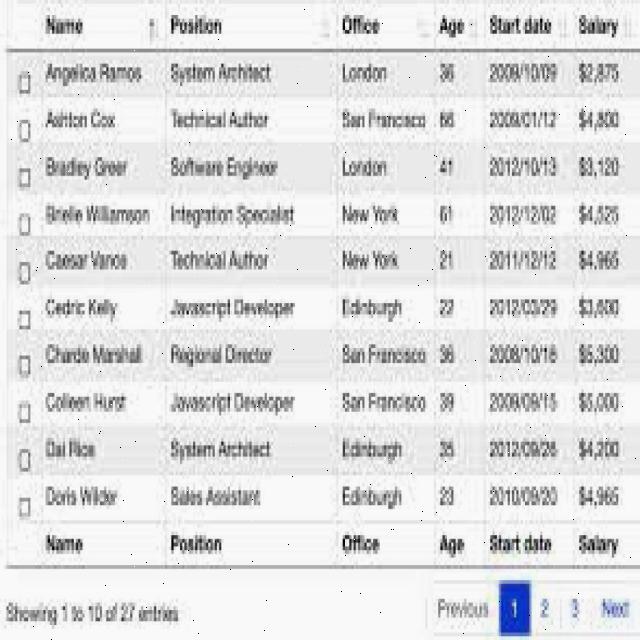 Name Position Office Age Start date Salary
Angelica Ramos System Architect London 36 2009/10/09 $2,875
Ashton Cox Technical Author San Francisco 66 2009/01/12 $4,800
Bradley Greer Software Engineer London 41 2012/10/13 $3,120
Brielle Williamson Integration Specialist New York 61 2012/12/02 $4,525
Caesar Vance Technical Author New York 21 2011/12/12 $4,965
Cedric Kelly Javascript Developer Edinburgh 22 2012/03/29 $3,600
Charde Marshall Regional Director San Francisco 36 2008/10/16 $5,300
Colleen Hurst Javascript Developer San Francisco 39 2009/09/15 $5,000
Dai Rios System Architect Edinburgh 35 2012/09/26 $4,200
Doris Wilder Sales Assistant Edinburgh 23 2010/09/20 $4,965
Name Position Office Age Start date Salary
Showing 1 to 10 of 27 entries Previous 1 2 3 Next